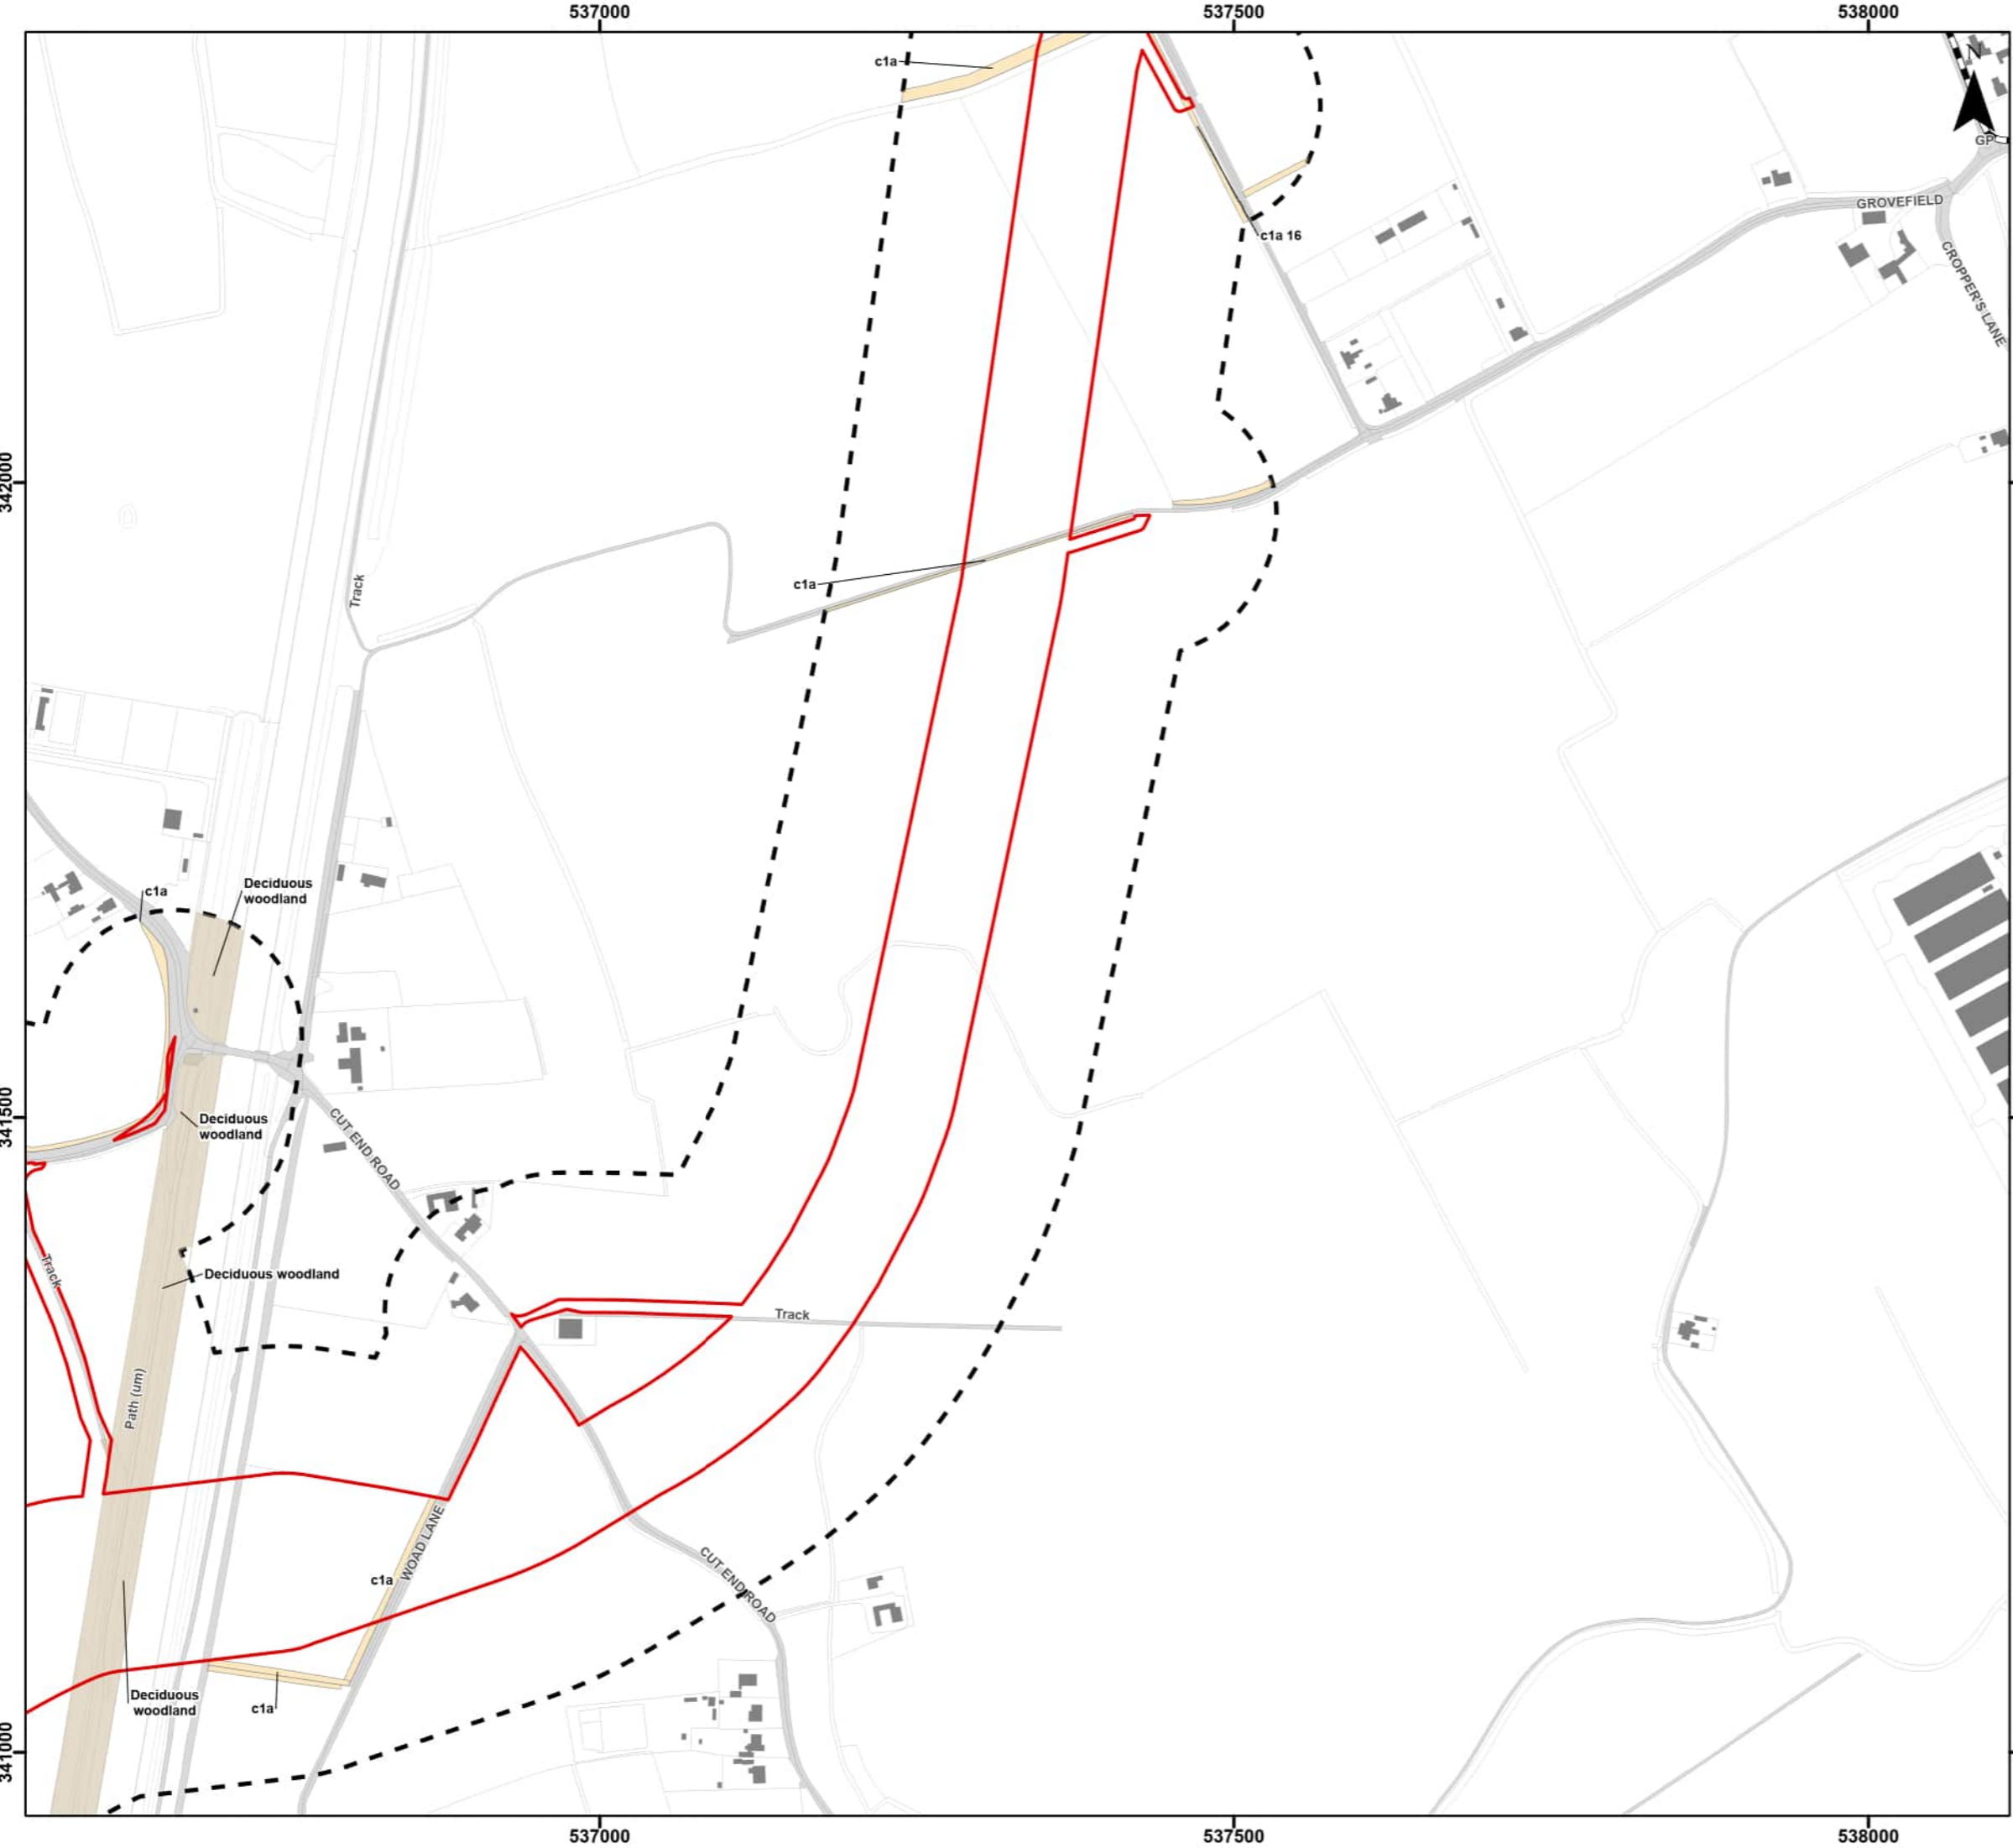 537000
537500
538000
c1a
N
GP
GROVEFIELD
c1a 16
CROPPER'S LANE
342000
Track
c1a
c1a
Deciduous
woodland
341500
Deciduous
woodland
CUT END ROAD
Track
Deciduous woodland
Track
Path (um)
WOAD LANE
c1a
CUT END ROAD
Deciduous
woodland
c1a
341000
537000
537500
538000